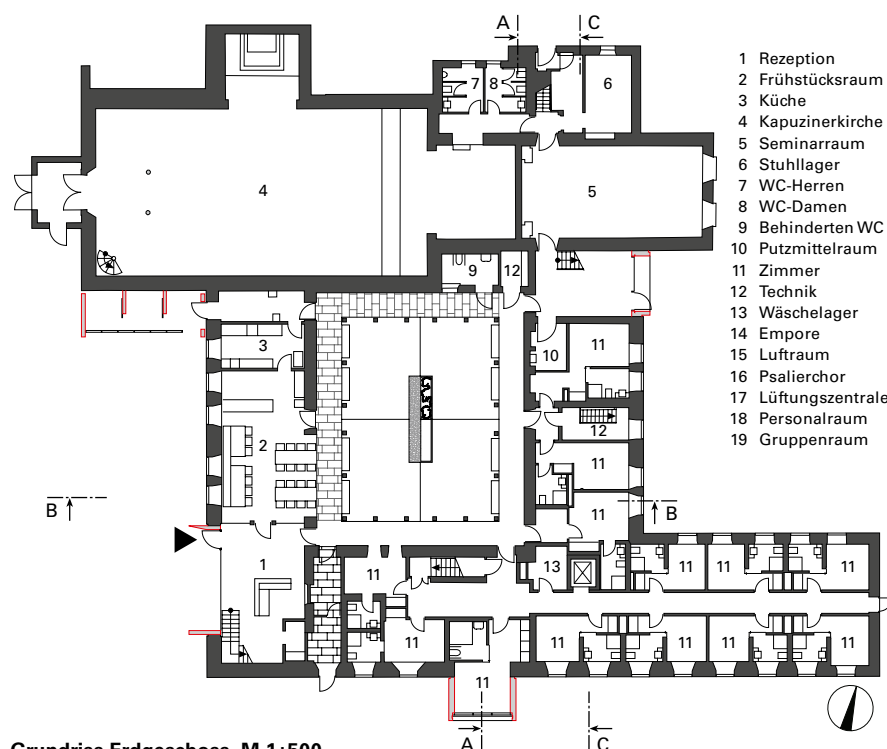 A C
1 Rezeption
2 Frühstücksraum
3 Küche
4 Kapuzinerkirche
5 Seminarraum
6 Stuhllager
7 WC-Herren
8 WC-Damen
9 Behinderten WC
10 Putzmittelraum
11 Zimmer
12 Technik
13 Wäschelager
14 Empore
15 Luftraum
16 Psalierchor
17 Lüftungszentrale
18 Personalraum
19 Gruppenraum
7 8 6
4 5
9 12
3 10 11
2 12
11
B 11 B
1 11 13 11 11 11
11 11 11 11 11
11
A C
Grundriss Erdgeschoss, M 1:500